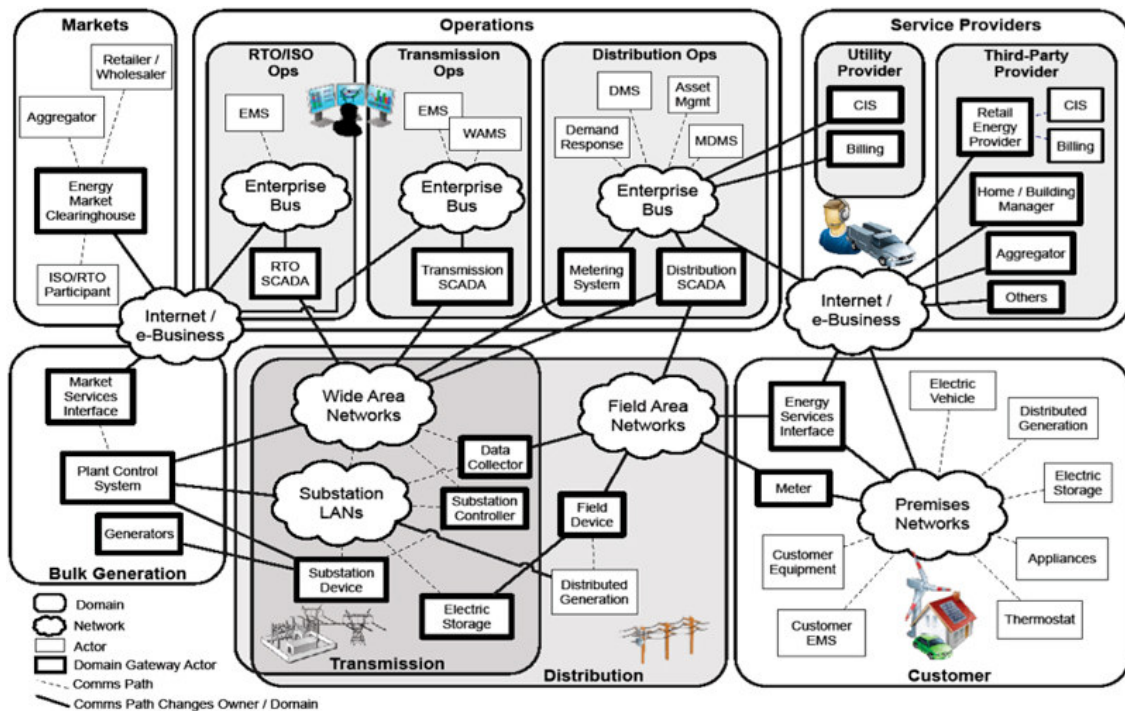 Markets
Retailer /
Wholesaler
Aggregator
Energy
Market
Clearinghouse
ISO/RTO
Participant
Internet /
e-Business
Operations
RTO/ISO
Ops
EMS
Enterprise
Bus
RTO
SCADA
Transmission
Ops
EMS
WAMS
Enterprise
Bus
Transmission
SCADA
Distribution Ops
DMS
Asset
Mgmt
Demand
Response
MDMS
Enterprise
Bus
Metering
System
Distribution
SCADA
Service Providers
Utility
Provider
CIS
Billing
Third-Party
Provider
Retail
Energy
Provider
CIS
Billing
Home / Building
Manager
Aggregator
Others
Internet /
e-Business
Market
Services
Interface
Plant Control
System
Generators
Bulk Generation
Wide Area
Networks
Substation
LANs
Data
Collector
Substation
Controller
Substation
Device
Electric
Storage
Transmission
Field Area
Networks
Field
Device
Distributed
Generation
Distribution
Energy
Services
Interface
Meter
Electric
Vehicle
Distributed
Generation
Electric
Storage
Premises
Networks
Customer
Equipment
Appliances
Customer
EMS
Thermostat
Customer
Domain
Network
Actor
Domain Gateway Actor
Comms Path
Comms Path Changes Owner / Domain